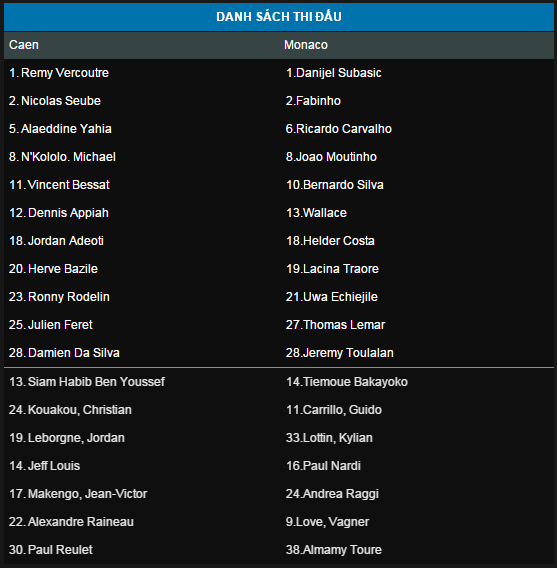 DANH SÁCH THI ĐẤU
Caen Monaco
1. Remy Vercoutre 1.Danijel Subasic
2. Nicolas Seube 2.Fabinho
5. Alaeddine Yahia 6.Ricardo Carvalho
8. N'Kololo. Michael 8.Joao Moutinho
11. Vincent Bessat 10.Bernardo Silva
12. Dennis Appiah 13.Wallace
18. Jordan Adeoti 18.Helder Costa
20. Herve Bazile 19.Lacina Traore
23. Ronny Rodelin 21.Uwa Echiejile
25. Julien Feret 27.Thomas Lemar
28. Damien Da Silva 28.Jeremy Toulalan
13. Siam Habib Ben Youssef 14.Tiemoue Bakayoko
24. Kouakou, Christian 11.Carrillo, Guido
19. Leborgne, Jordan 33.Lottin, Kylian
14. Jeff Louis 16.Paul Nardi
17. Makengo, Jean-Victor 24.Andrea Raggi
22. Alexandre Raineau 9.Love, Vagner
30. Paul Reulet 38.Almamy Toure